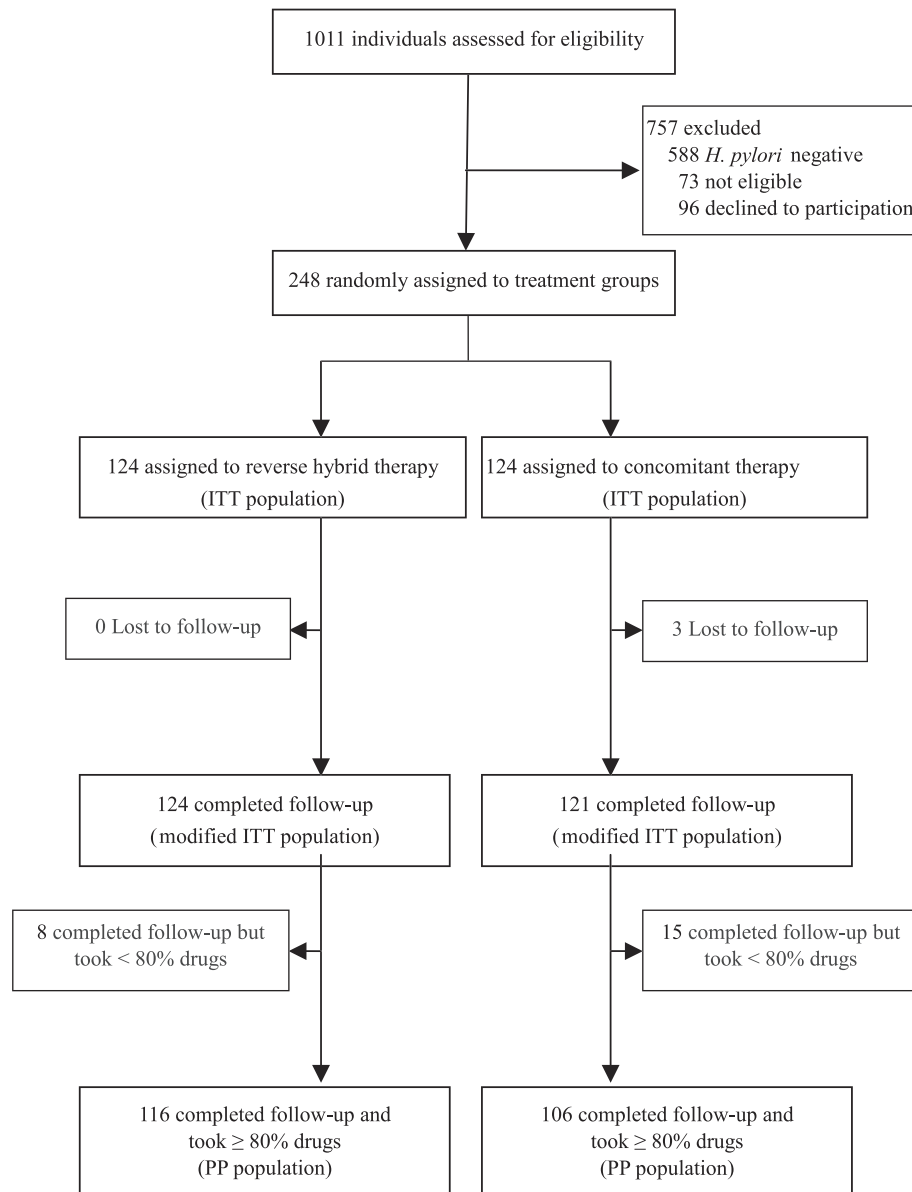 1011 individuals assessed for eligibility
757 excluded
588 H. pylori negative
73 not eligible
96 declined to participation
248 randomly assigned to treatment groups
124 assigned to reverse hybrid therapy
(ITT population)
124 assigned to concomitant therapy
(ITT population)
0 Lost to follow-up
3 Lost to follow-up
124 completed follow-up
(modified ITT population)
121 completed follow-up
(modified ITT population)
8 completed follow-up but
took < 80% drugs
15 completed follow-up but
took < 80% drugs
116 completed follow-up and
took ≥ 80% drugs
(PP population)
106 completed follow-up and
took ≥ 80% drugs
(PP population)